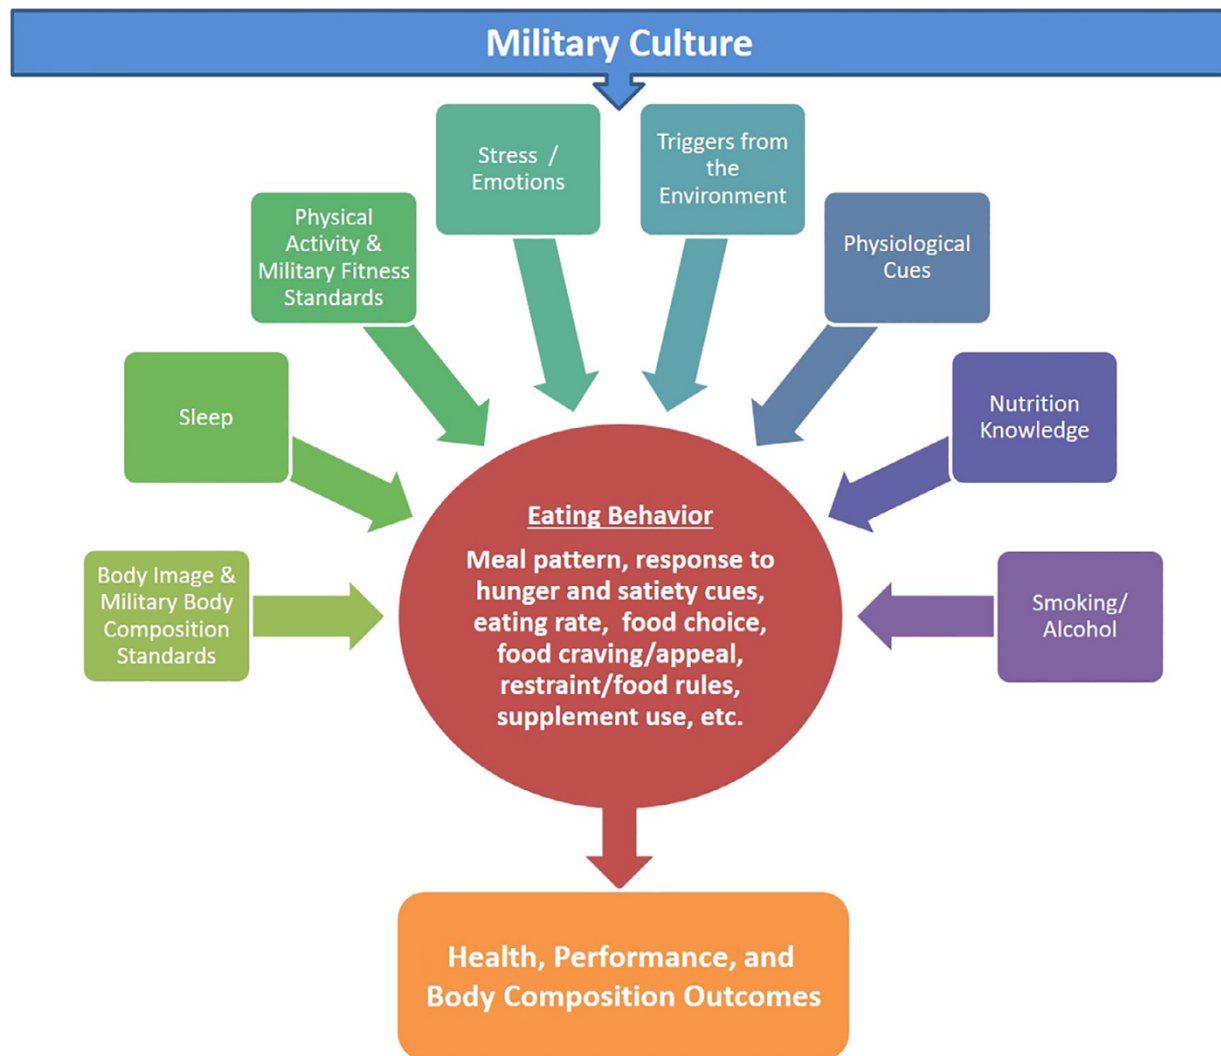 Military Culture
Stress /
Emotions
Triggers from
the
Environment
Physical
Activity &
Military Fitness
Standards
Physiological
Cues
Sleep
Nutrition
Knowledge
Body Image &
Military Body
Composition
Standards
Smoking/
Alcohol
Eating Behavior
Meal pattern, response to
hunger and satiety cues,
eating rate, food choice,
food craving/appeal,
restraint/food rules,
supplement use, etc.
Health, Performance, and
Body Composition Outcomes